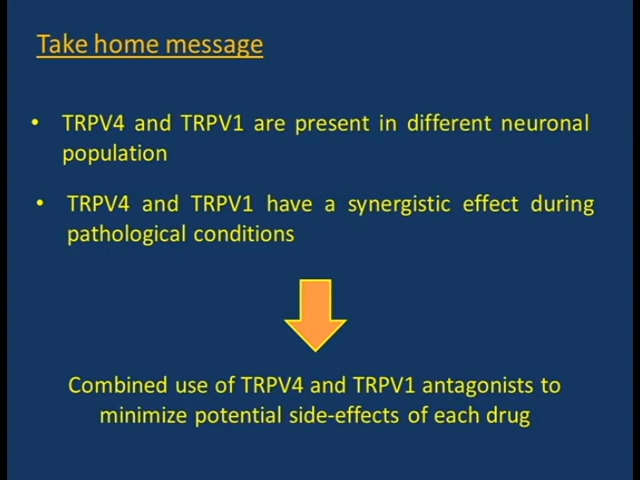 Take home message
• TRPV4 and TRPV1 are present in different neuronal
population
• TRPV4 and TRPV1 have a synergistic effect during
pathological conditions
Combined use of TRPV4 and TRPV1 antagonists to
minimize potential side-effects of each drug